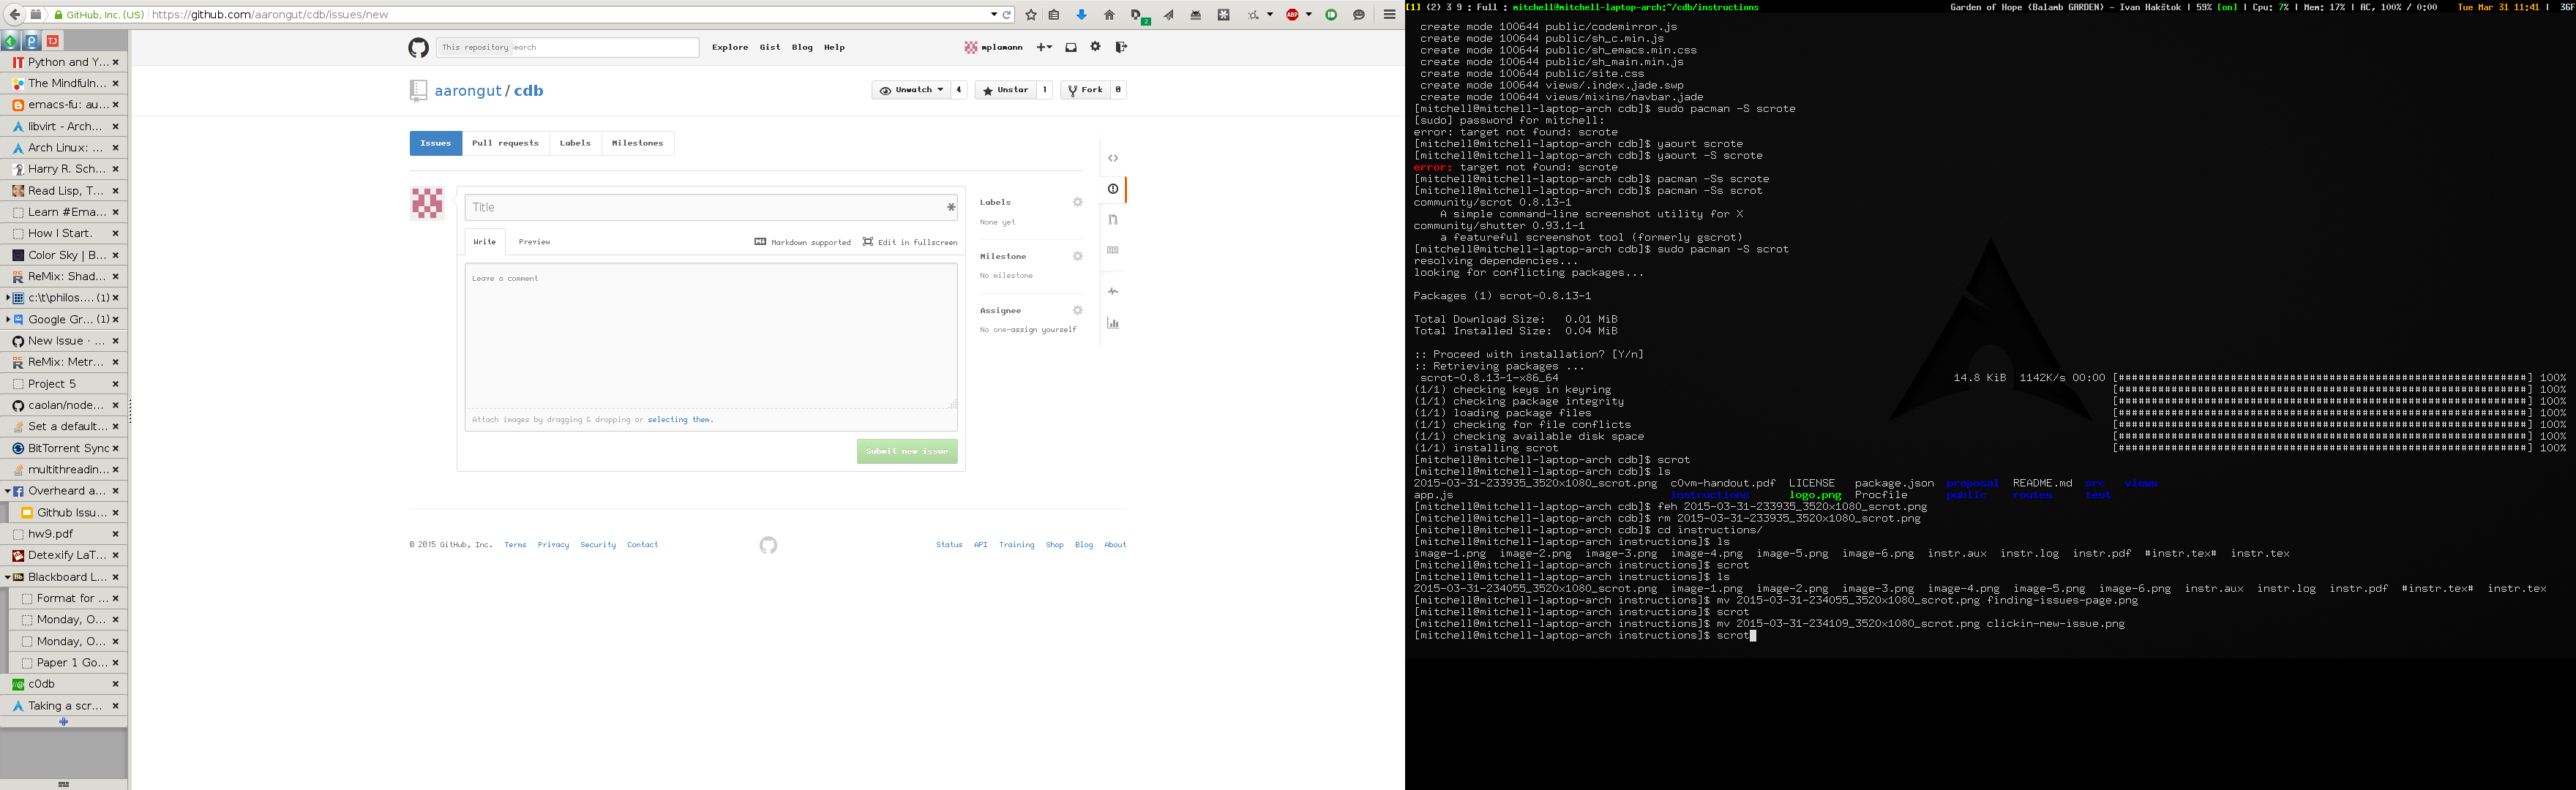 GitHub, Inc. (US) https://github.com/aarongut/cdb/issues/new
Python and Y...
The Mindfuln...
emacs-fu: au...
libvirt - Arch...
Arch Linux: ...
Harry R. Sch...
Read Lisp, T...
Learn #Ema...
How I Start.
Color Sky | B...
ReMix: Shad...
c:\t\philos.... (1)
Google Gr... (1)
New Issue · ...
ReMix: Metr...
Project 5
caolan/node...
Set a default...
BitTorrent Sync
multithreadin...
Overheard a...
Github Issu...
hw9.pdf
Detexify LaT...
Blackboard L...
Format for ...
Monday, O...
Monday, O...
Paper 1 Go...
c0db
Taking a scr...
This repository Search
Explore Gist Blog Help
mplamann
aarongut / cdb
Unwatch 4 Unstar 1 Fork 0
Issues Pull requests Labels Milestones
Title
Write Preview Markdown supported Edit in fullscreen
Leave a comment
Attach images by dragging & dropping or selecting them.
Submit new issue
Labels
None yet
Milestone
No milestone
Assignee
No one-assign yourself
© 2015 GitHub, Inc. Terms Privacy Security Contact
Status API Training Shop Blog About
[1] (2) 3 9 : Full : mitchell@mitchell-laptop-arch:~/cdb/instructions
Garden of Hope (Balamb GARDEN) - Ivan Hakštok | 59% [on] | Cpu: 7% | Mem: 17% | AC, 100% / 0:00 Tue Mar 31 11:41 | 36F
create mode 100644 public/codemirror.js
create mode 100644 public/sh_c.min.js
create mode 100644 public/sh_emacs.min.css
create mode 100644 public/sh_main.min.js
create mode 100644 public/site.css
create mode 100644 views/.index.jade.swp
create mode 100644 views/mixins/navbar.jade
[mitchell@mitchell-laptop-arch cdb]$ sudo pacman -S scrote
[sudo] password for mitchell:
error: target not found: scrote
[mitchell@mitchell-laptop-arch cdb]$ yaourt scrote
[mitchell@mitchell-laptop-arch cdb]$ yaourt -S scrote
error: target not found: scrote
[mitchell@mitchell-laptop-arch cdb]$ pacman -Ss scrote
[mitchell@mitchell-laptop-arch cdb]$ pacman -Ss scrot
community/scrot 0.8.13-1
A simple command-line screenshot utility for X
community/shutter 0.93.1-1
a featureful screenshot tool (formerly gscrot)
[mitchell@mitchell-laptop-arch cdb]$ sudo pacman -S scrot
resolving dependencies...
looking for conflicting packages...
Packages (1) scrot-0.8.13-1
Total Download Size: 0.01 MiB
Total Installed Size: 0.04 MiB
:: Proceed with installation? [Y/n]
:: Retrieving packages ...
scrot-0.8.13-1-x86_64 14.8 KiB 1142K/s 00:00 [##############################################################] 100%
(1/1) checking keys in keyring [##############################################################] 100%
(1/1) checking package integrity [##############################################################] 100%
(1/1) loading package files [##############################################################] 100%
(1/1) checking for file conflicts [##############################################################] 100%
(1/1) checking available disk space [##############################################################] 100%
(1/1) installing scrot [##############################################################] 100%
[mitchell@mitchell-laptop-arch cdb]$ scrot
[mitchell@mitchell-laptop-arch cdb]$ ls
2015-03-31-233935_3520x1080_scrot.png c0vm-handout.pdf LICENSE package.json proposal README.md src views
app.js instructions logo.png Procfile public routes test
[mitchell@mitchell-laptop-arch cdb]$ feh 2015-03-31-233935_3520x1080_scrot.png
[mitchell@mitchell-laptop-arch cdb]$ rm 2015-03-31-233935_3520x1080_scrot.png
[mitchell@mitchell-laptop-arch cdb]$ cd instructions/
[mitchell@mitchell-laptop-arch instructions]$ ls
image-1.png image-2.png image-3.png image-4.png image-5.png image-6.png instr.aux instr.log instr.pdf #instr.tex# instr.tex
[mitchell@mitchell-laptop-arch instructions]$ scrot
[mitchell@mitchell-laptop-arch instructions]$ ls
2015-03-31-234055_3520x1080_scrot.png image-1.png image-2.png image-3.png image-4.png image-5.png image-6.png instr.aux instr.log instr.pdf #instr.tex# instr.tex
[mitchell@mitchell-laptop-arch instructions]$ mv 2015-03-31-234055_3520x1080_scrot.png finding-issues-page.png
[mitchell@mitchell-laptop-arch instructions]$ scrot
[mitchell@mitchell-laptop-arch instructions]$ mv 2015-03-31-234109_3520x1080_scrot.png clickin-new-issue.png
[mitchell@mitchell-laptop-arch instructions]$ scrot